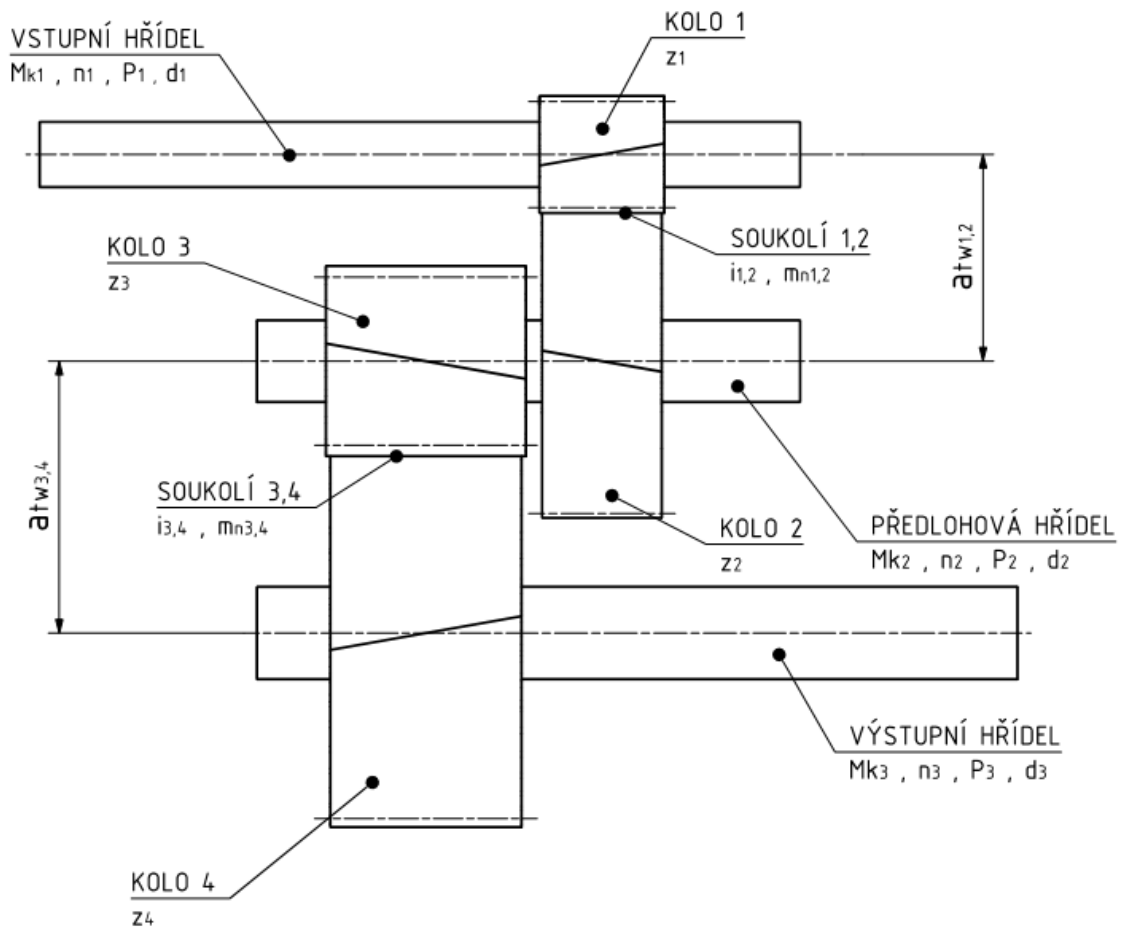 VSTUPNÍ HŘÍDEL
Mk1 , n1 , P1 , d1
KOLO 1
z1
SOUKOLÍ 1,2
i1,2 , mn1,2
atw1,2
KOLO 3
z3
SOUKOLÍ 3,4
i3,4 , mn3,4
atw3,4
KOLO 2
z2
PŘEDLOHOVÁ HŘÍDEL
Mk2 , n2 , P2 , d2
VÝSTUPNÍ HŘÍDEL
Mk3 , n3 , P3 , d3
KOLO 4
z4